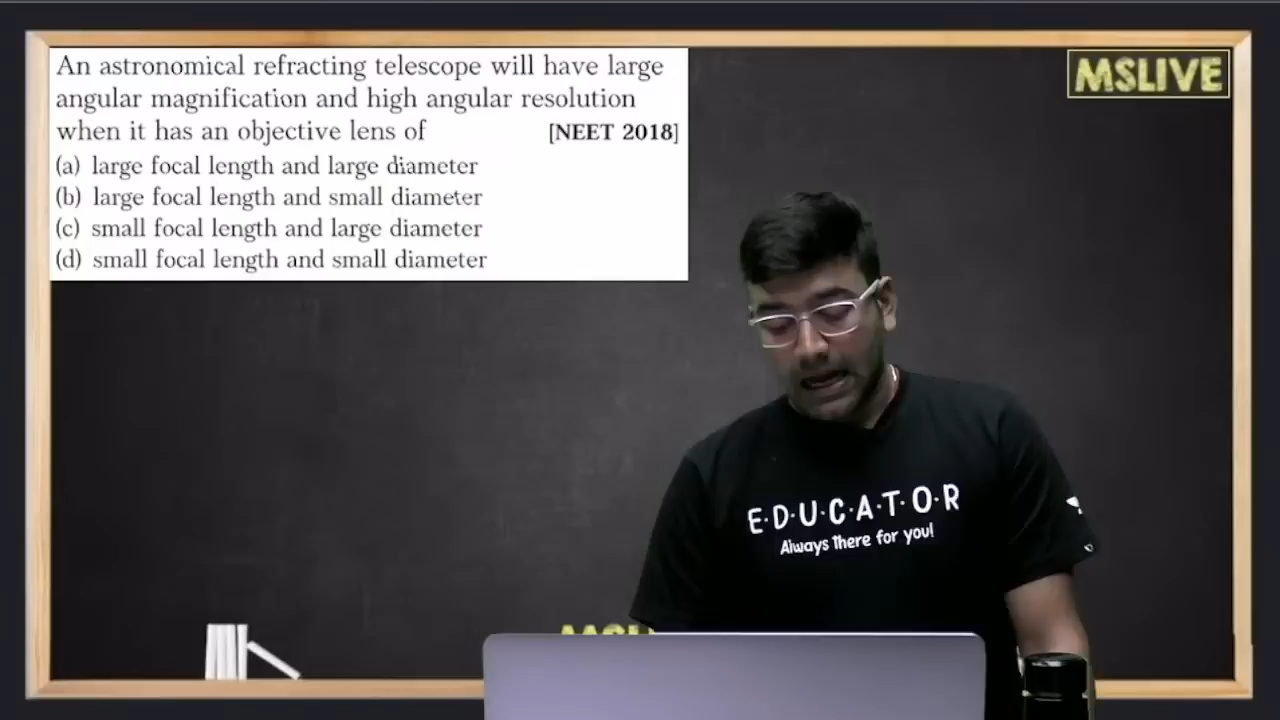 An astronomical refracting telescope will have large
angular magnification and high angular resolution
when it has an objective lens of [NEET 2018]
(a) large focal length and large diameter
(b) large focal length and small diameter
(c) small focal length and large diameter
(d) small focal length and small diameter
MSLIVE
E·D·U·C·A·T·O·R
Always there for you!